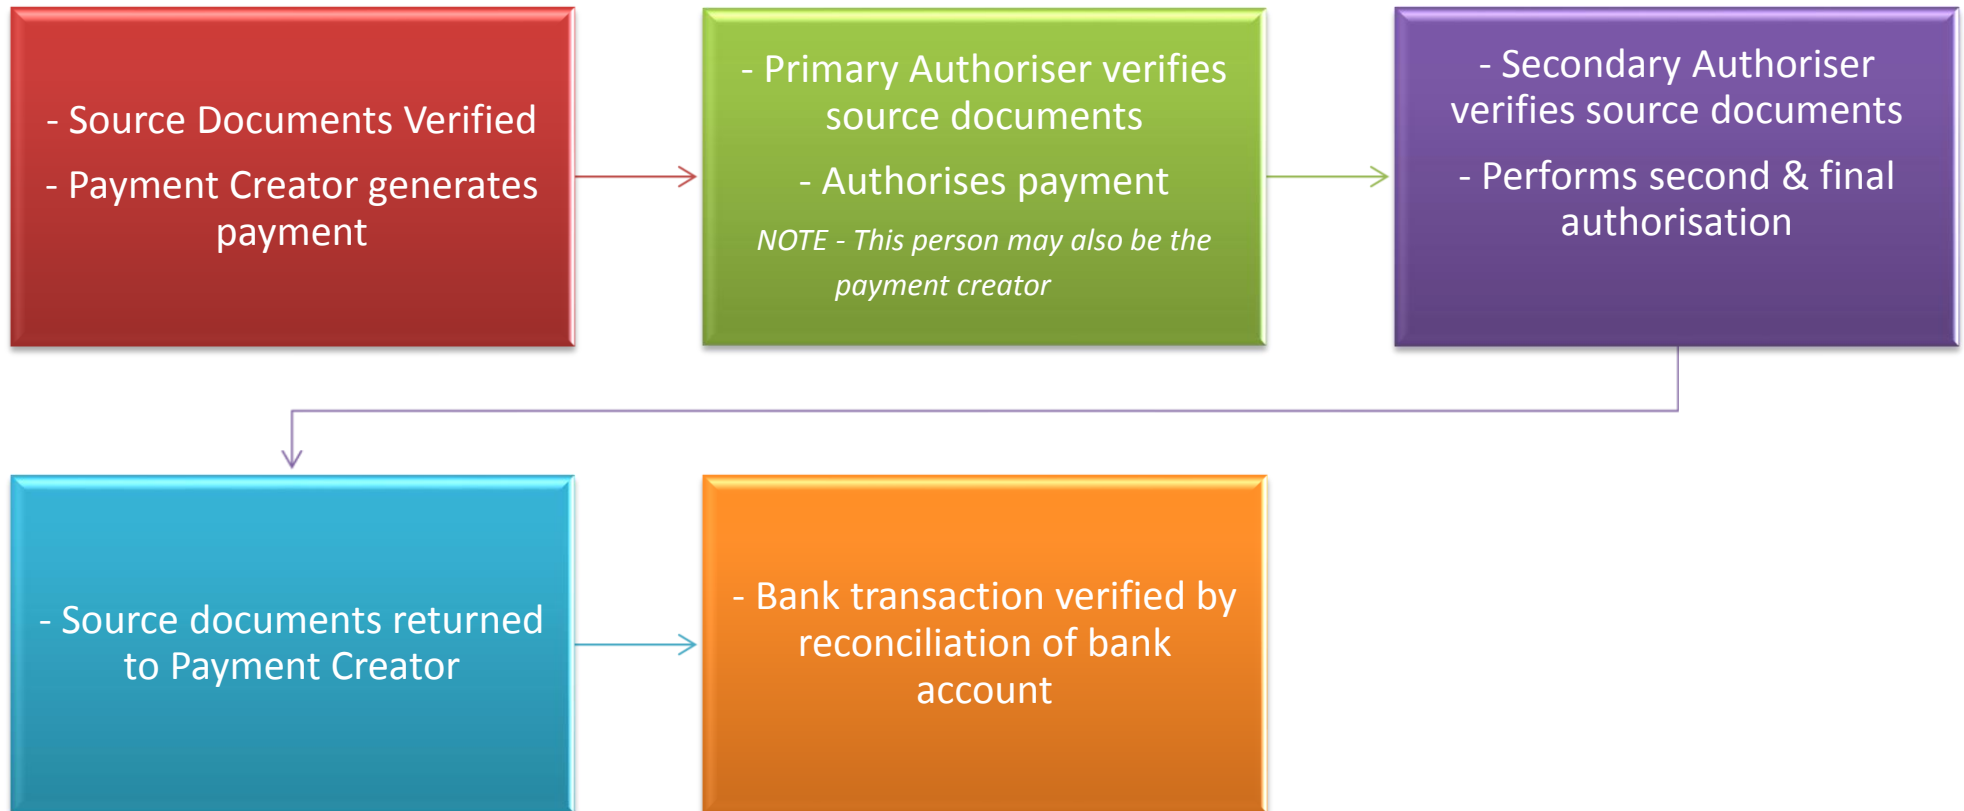 - Source Documents Verified
- Payment Creator generates
payment
- Primary Authoriser verifies
source documents
- Authorises payment
NOTE - This person may also be the
payment creator
- Secondary Authoriser
verifies source documents
- Performs second & final
authorisation
- Source documents returned
to Payment Creator
- Bank transaction verified by
reconciliation of bank
account